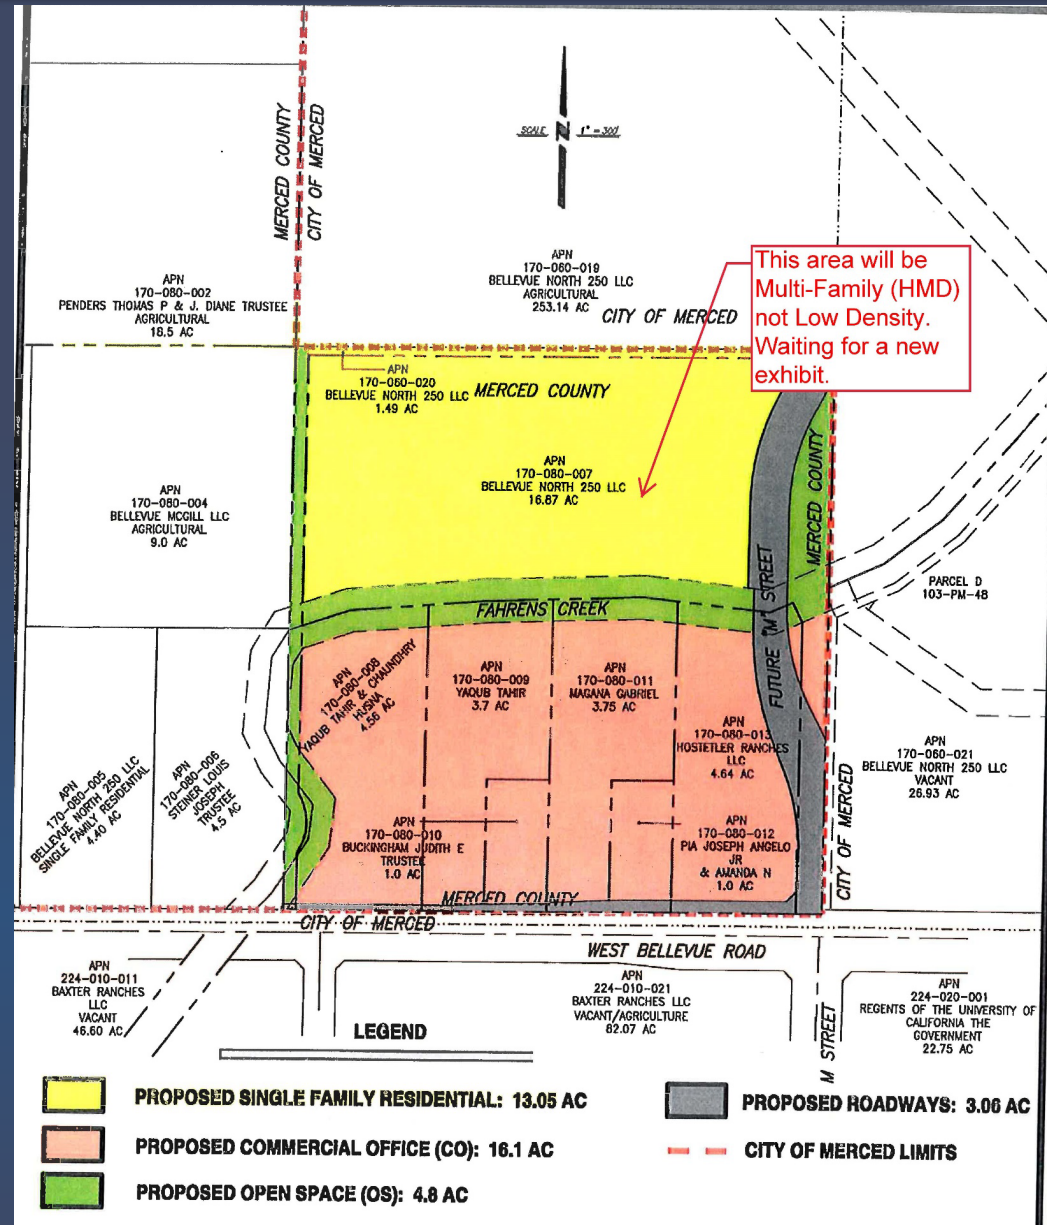 MERCED COUNTY
CITY OF MERCED
SCALE N 1" = 300'
APN
170-080-002
PENDERS THOMAS P & J. DIANE TRUSTEE
AGRICULTURAL
18.5 AC
APN
170-060-019
BELLEVUE NORTH 250 LLC
AGRICULTURAL
253.14 AC
CITY OF MERCED
This area will be
Multi-Family (HMD)
not Low Density.
Waiting for a new
exhibit.
APN
170-060-020
BELLEVUE NORTH 250 LLC
1.49 AC
MERCED COUNTY
APN
170-080-007
BELLEVUE NORTH 250 LLC
16.87 AC
MERCED COUNTY
APN
170-080-004
BELLEVUE MCGILL LLC
AGRICULTURAL
9.0 AC
FUTURE "M" STREET
PARCEL D
103-PM-48
FAHRENS CREEK
APN
170-080-008
YAQUB TAHIR & CHAUNDHRY
HUSNA
4.56 AC
APN
170-080-009
YAQUB TAHIR
3.7 AC
APN
170-080-011
MAGANA GABRIEL
3.75 AC
APN
170-080-013
HOSTETLER RANCHES
LLC
4.64 AC
APN
170-060-021
BELLEVUE NORTH 250 LLC
VACANT
26.93 AC
APN
170-080-005
BELLEVUE NORTH 250 LLC
SINGLE FAMILY RESIDENTIAL
4.40 AC
APN
170-080-006
STEINER LOUIS
JOSEPH
TRUSTEE
4.5 AC
APN
170-080-010
BUCKINGHAM JUDITH E
TRUSTEE
1.0 AC
APN
170-080-012
PIA JOSEPH ANGELO
JR
& AMANDA N
1.0 AC
CITY OF MERCED
MERCED COUNTY
CITY OF MERCED
WEST BELLEVUE ROAD
APN
224-010-011
BAXTER RANCHES
LLC
VACANT
46.60 AC
APN
224-010-021
BAXTER RANCHES LLC
VACANT/AGRICULTURE
82.07 AC
M STREET
APN
224-020-001
REGENTS OF THE UNIVERSITY OF
CALIFORNIA THE
GOVERNMENT
22.75 AC
LEGEND
PROPOSED SINGLE FAMILY RESIDENTIAL: 13.05 AC
PROPOSED COMMERCIAL OFFICE (CO): 16.1 AC
PROPOSED OPEN SPACE (OS): 4.8 AC
PROPOSED ROADWAYS: 3.06 AC
CITY OF MERCED LIMITS